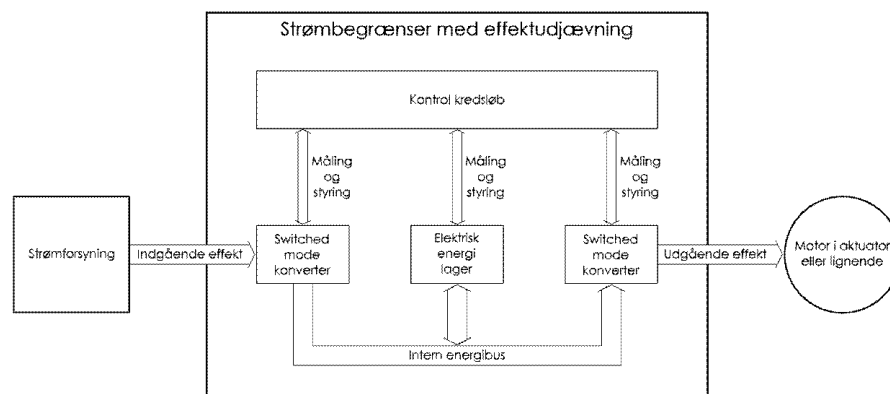 Strømbegrænser med effektudjævning
Kontrol kredsløb
Måling
og
styring
Måling
og
styring
Måling
og
styring
Strømforsyning
Indgående effekt
Switched
mode
konverter
Elektrisk
energi
lager
Switched
mode
konverter
Udgående effekt
Motor i aktuator
eller lignende
Intern energibus